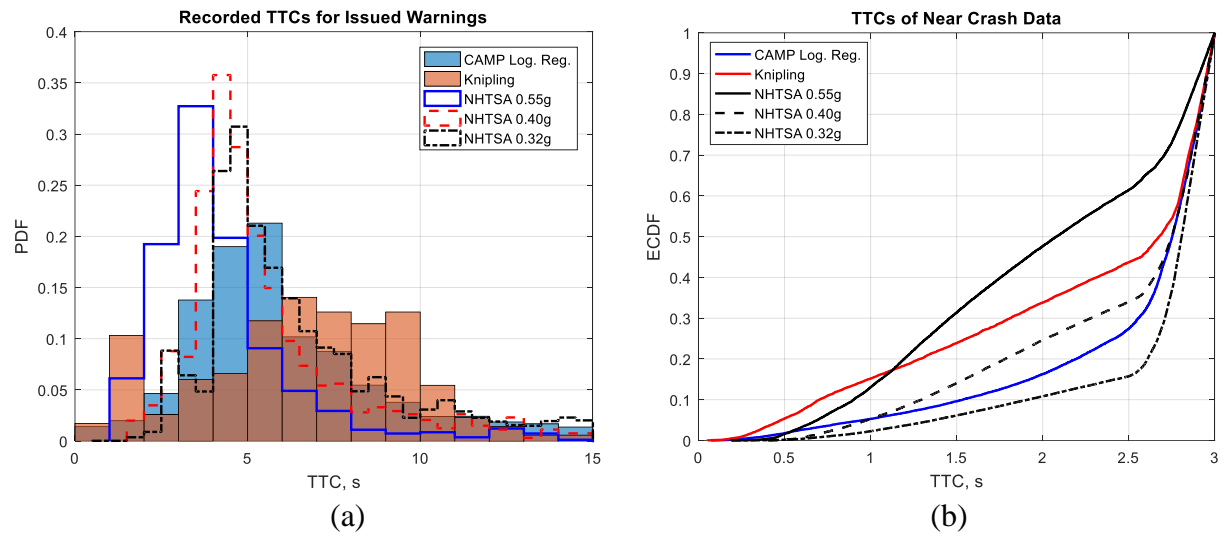 Recorded TTCs for Issued Warnings
0.4
0.35
0.3
0.25
0.2
0.15
0.1
0.05
0
PDF
CAMP Log. Reg.
Knipling
NHTSA 0.55g
NHTSA 0.40g
NHTSA 0.32g
0
5
10
15
TTC, s
(a)
TTCs of Near Crash Data
1
0.9
0.8
0.7
0.6
0.5
0.4
0.3
0.2
0.1
0
ECDF
CAMP Log. Reg.
Knipling
NHTSA 0.55g
NHTSA 0.40g
NHTSA 0.32g
0
0.5
1
1.5
2
2.5
3
TTC, s
(b)